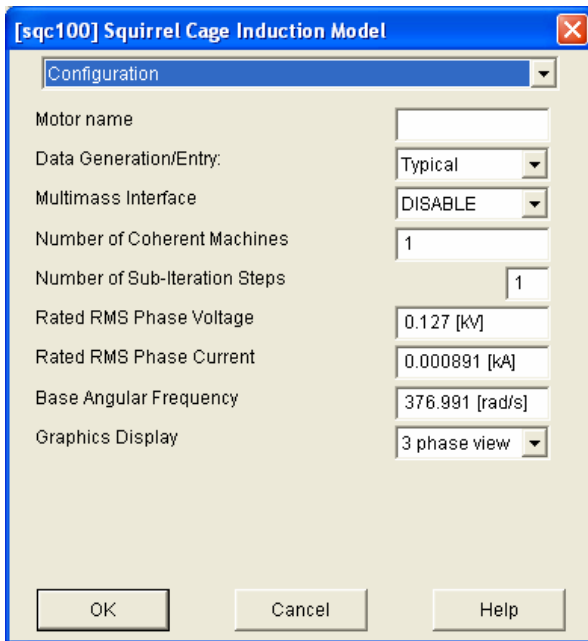 [sqc100] Squirrel Cage Induction Model
Configuration
Motor name
Data Generation/Entry: Typical
Multimass Interface DISABLE
Number of Coherent Machines 1
Number of Sub-Iteration Steps 1
Rated RMS Phase Voltage 0.127 [kV]
Rated RMS Phase Current 0.000891 [kA]
Base Angular Frequency 376.991 [rad/s]
Graphics Display 3 phase view
OK Cancel Help